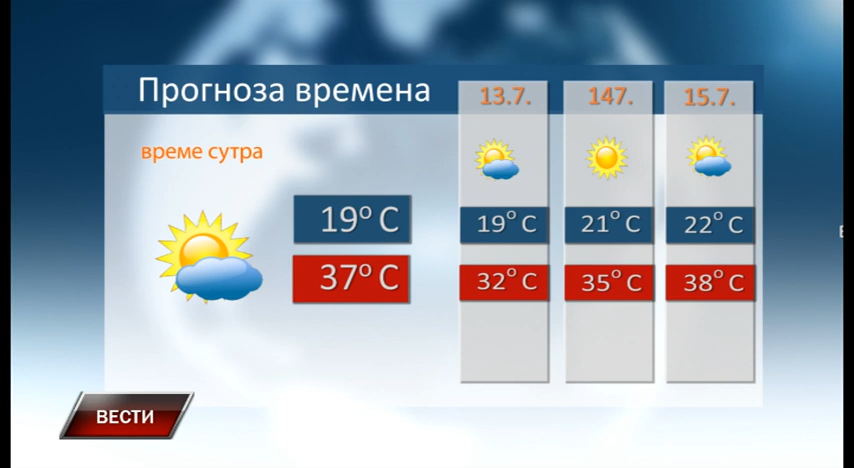 Прогноза времена
време сутра
19° C
37° C
13.7.
19° C
32° C
147.
21° C
35° C
15.7.
22° C
38° C
ВЕСТИ